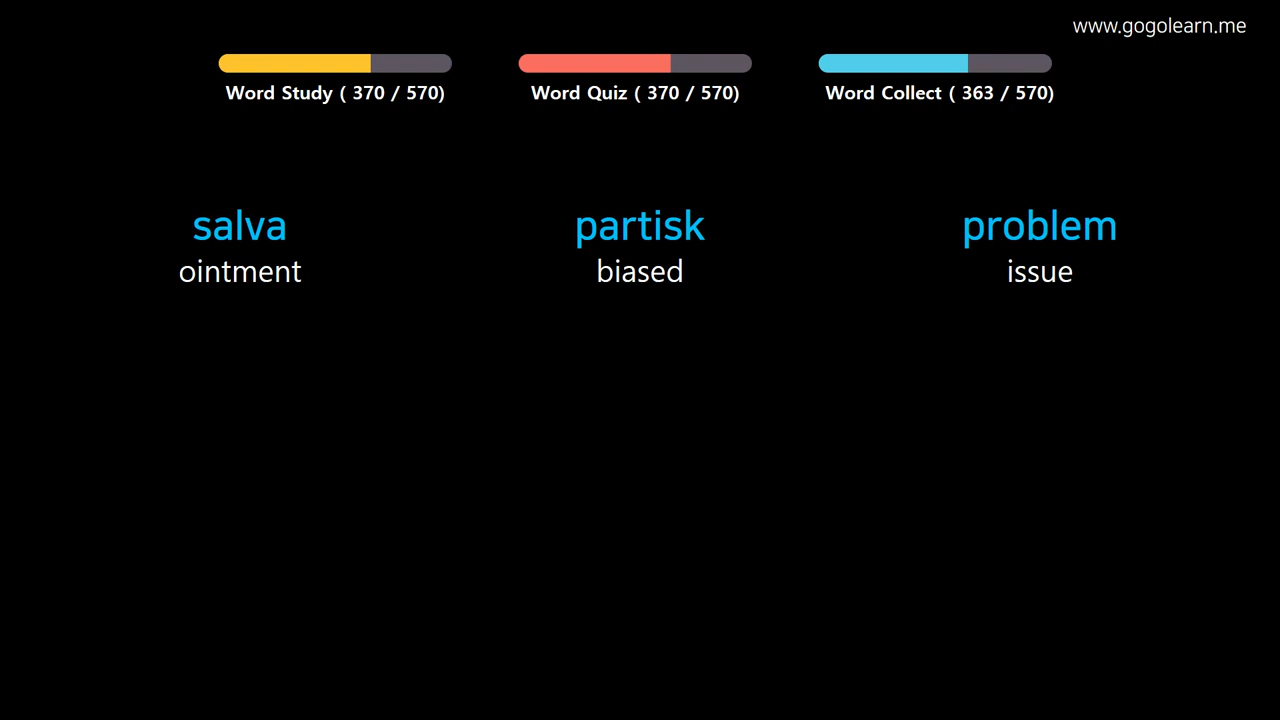 www.gogolearn.me
Word Study ( 370 / 570)
Word Quiz ( 370 / 570)
Word Collect ( 363 / 570)
salva
ointment
partisk
biased
problem
issue